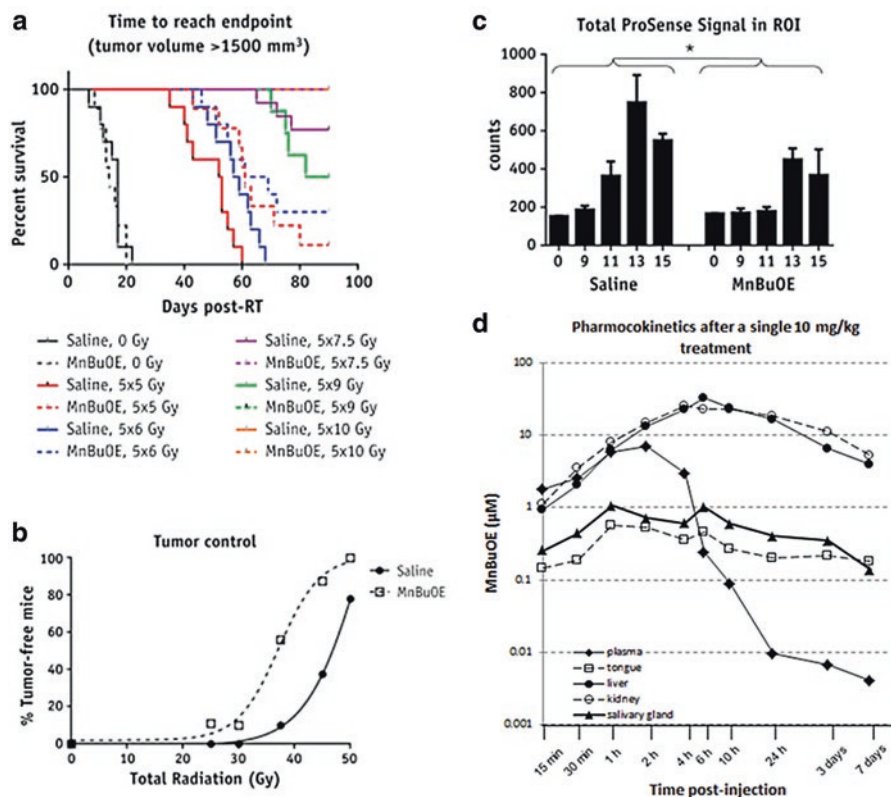 a
Time to reach endpoint
(tumor volume >1500 mm³)
Percent survival
100
50
0
0 20 40 60 80 100
Days post-RT
Saline, 0 Gy
MnBuOE, 0 Gy
Saline, 5x5 Gy
MnBuOE, 5x5 Gy
Saline, 5x6 Gy
MnBuOE, 5x6 Gy
Saline, 5x7.5 Gy
MnBuOE, 5x7.5 Gy
Saline, 5x9 Gy
MnBuOE, 5x9 Gy
Saline, 5x10 Gy
MnBuOE, 5x10 Gy
b
Tumor control
% Tumor-free mice
100
80
60
40
20
0
0 10 20 30 40 50
Total Radiation (Gy)
Saline
MnBuOE
c
Total ProSense Signal in ROI
*
counts
1000
800
600
400
200
0
0 9 11 13 15 0 9 11 13 15
Saline MnBuOE
d
Pharmocokinetics after a single 10 mg/kg
treatment
MnBuOE (µM)
100
10
1
0.1
0.01
0.001
plasma
tongue
liver
kidney
salivary gland
15 min 30 min 1 h 2 h 4 h 6 h 10 h 24 h 3 days 7 days
Time post-injection